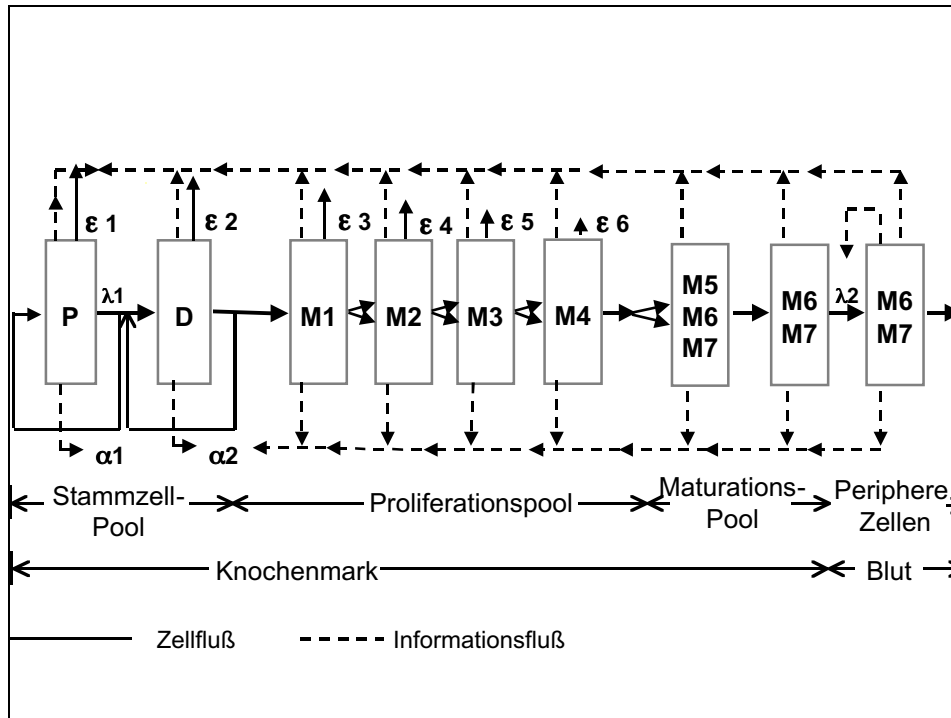 ε 1
ε 2
ε 3
ε 4
ε 5
ε 6
P
λ1
D
M1
M2
M3
M4
M5
M6
M7
M6
M7
λ2
M6
M7
α1
α2
Stammzell-
Pool
Proliferationspool
Maturations-
Pool
Periphere
Zellen
Knochenmark
Blut
Zellfluß
Informationsfluß